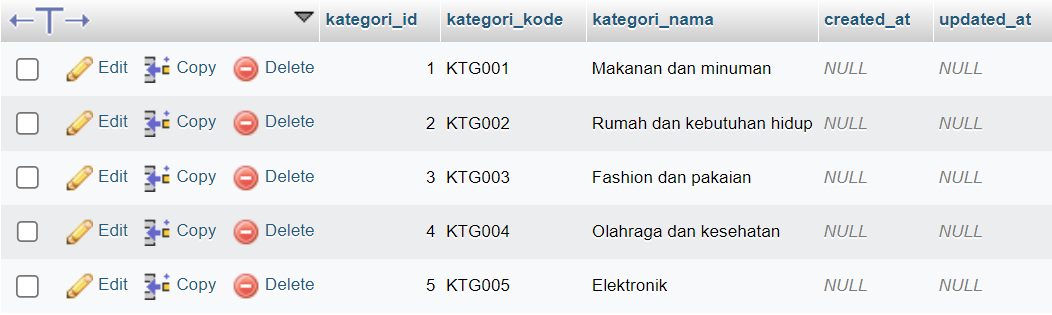 kategori_id kategori_kode kategori_nama created_at updated_at
Edit Copy Delete 1 KTG001 Makanan dan minuman NULL NULL
Edit Copy Delete 2 KTG002 Rumah dan kebutuhan hidup NULL NULL
Edit Copy Delete 3 KTG003 Fashion dan pakaian NULL NULL
Edit Copy Delete 4 KTG004 Olahraga dan kesehatan NULL NULL
Edit Copy Delete 5 KTG005 Elektronik NULL NULL